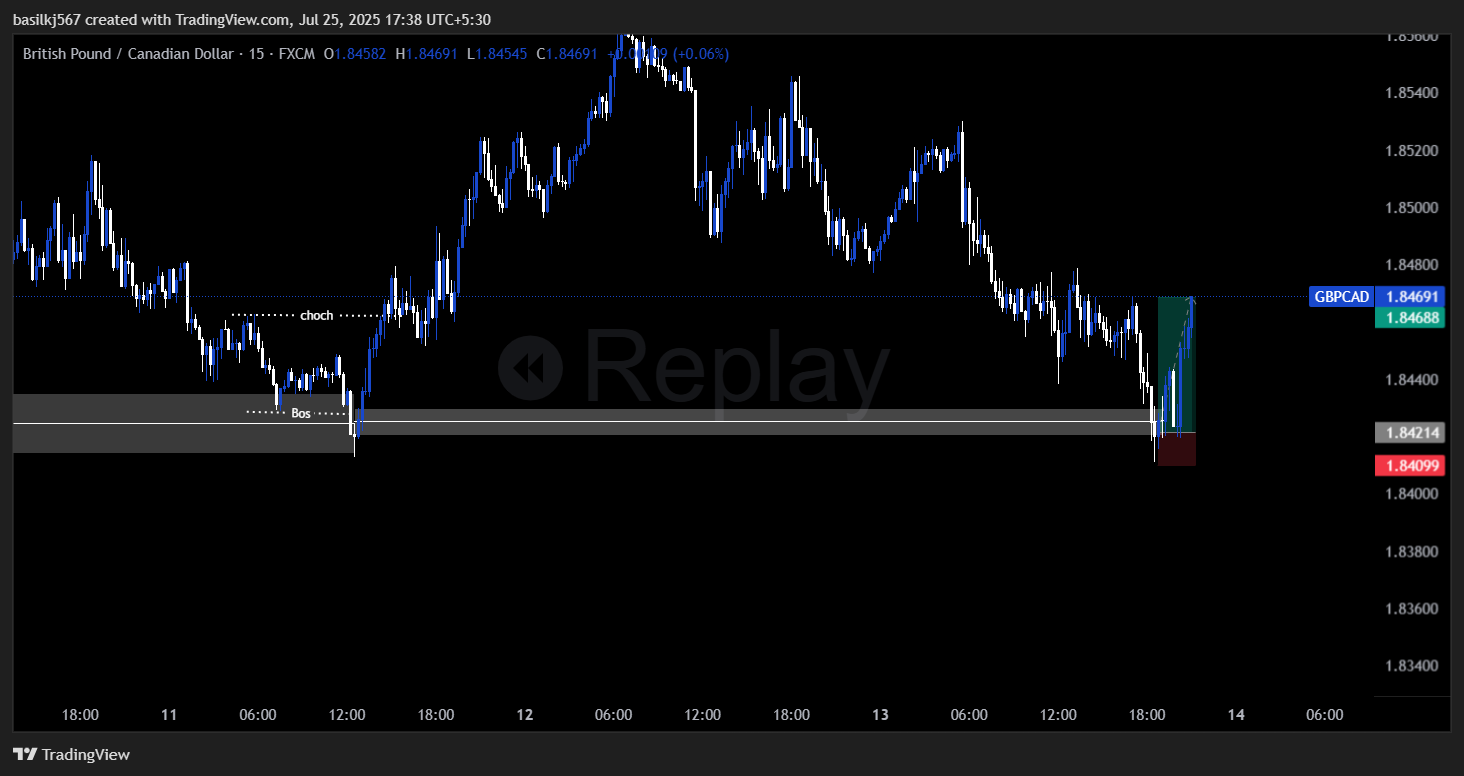 basilkj567 created with TradingView.com, Jul 25, 2025 17:38 UTC+5:30
British Pound / Canadian Dollar · 15 · FXCM O1.84582 H1.84691 L1.84545 C1.84691 (+0.06%)
1.85600
1.85400
1.85200
1.85000
1.84800
GBPCAD 1.84691
1.84688
choch
Replay
1.84400
Bos
1.84214
1.84099
1.84000
1.83800
1.83600
1.83400
18:00 11 06:00 12:00 18:00 12 06:00 12:00 18:00 13 06:00 12:00 18:00 14 06:00
TradingView